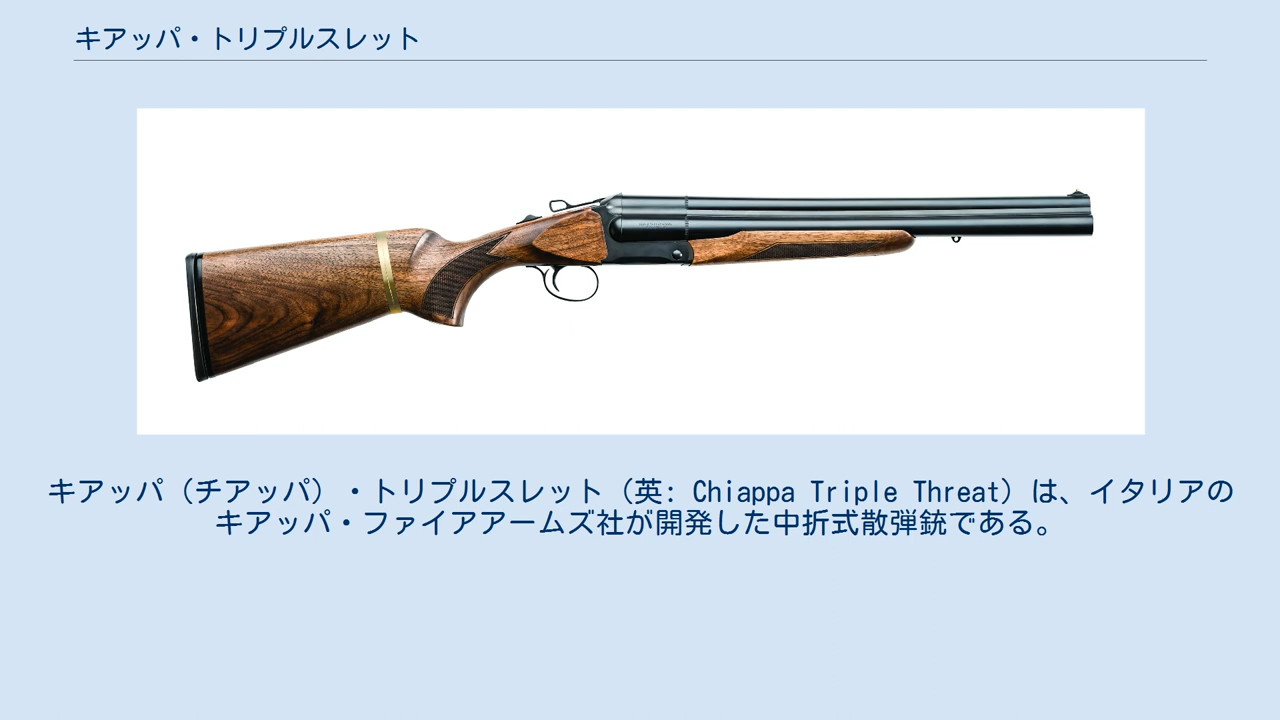 キアッパ・トリプルスレット
キアッパ（チアッパ）・トリプルスレット（英: Chiappa Triple Threat）は、イタリアの
キアッパ・ファイアアームズ社が開発した中折式散弾銃である。